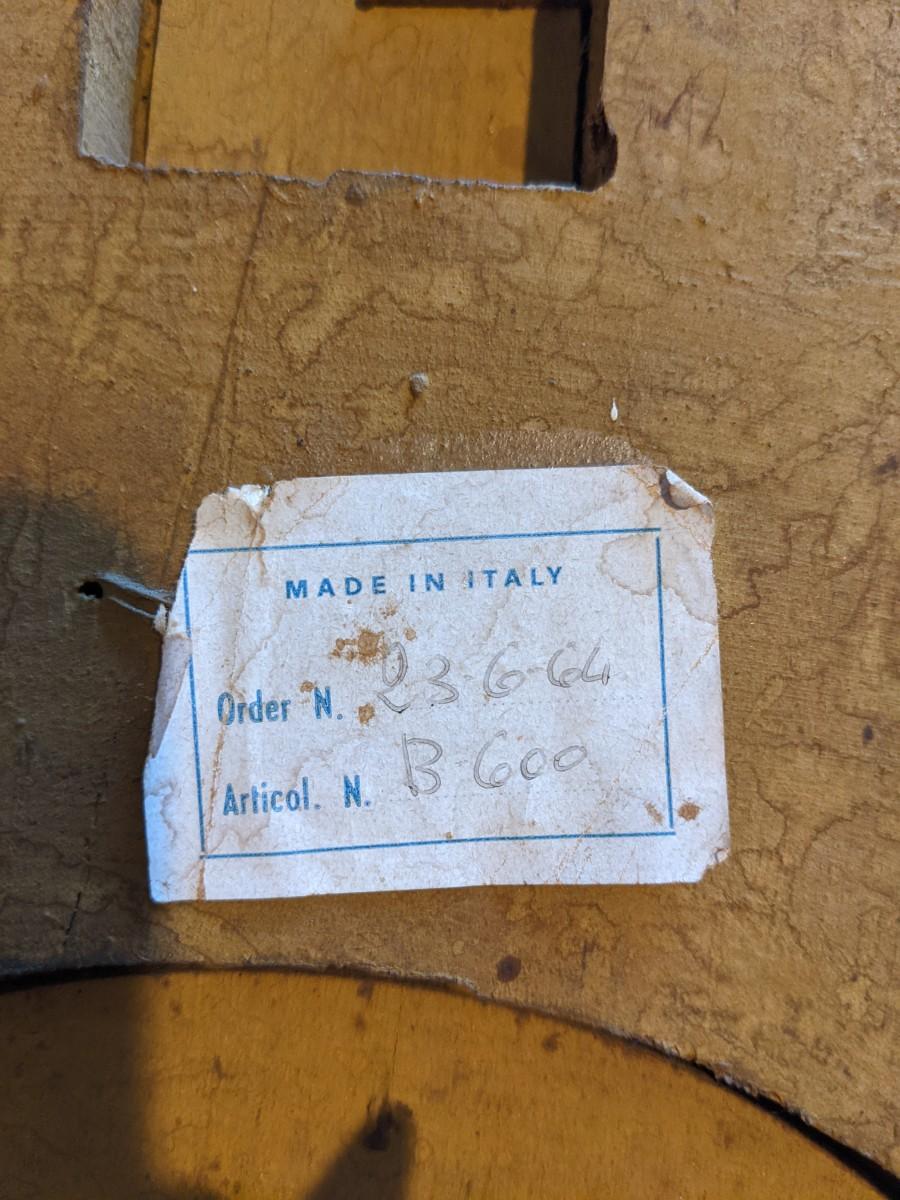 MADE IN ITALY
Order N. 23-6-64
Articol. N. B-600